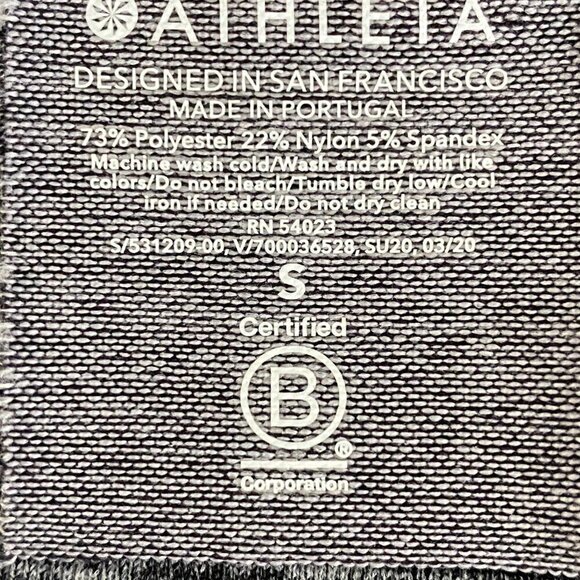 ATHLETA
DESIGNED IN SAN FRANCISCO
MADE IN PORTUGAL
73% Polyester 22% Nylon 5% Spandex
Machine wash cold/Wash and dry with like
colors/Do not bleach/Tumble dry low/Cool
iron if needed/Do not dry clean
RN 54023
S/531209-00, V/700036528, SU20, 03/20
S
Certified
B
®
Corporation